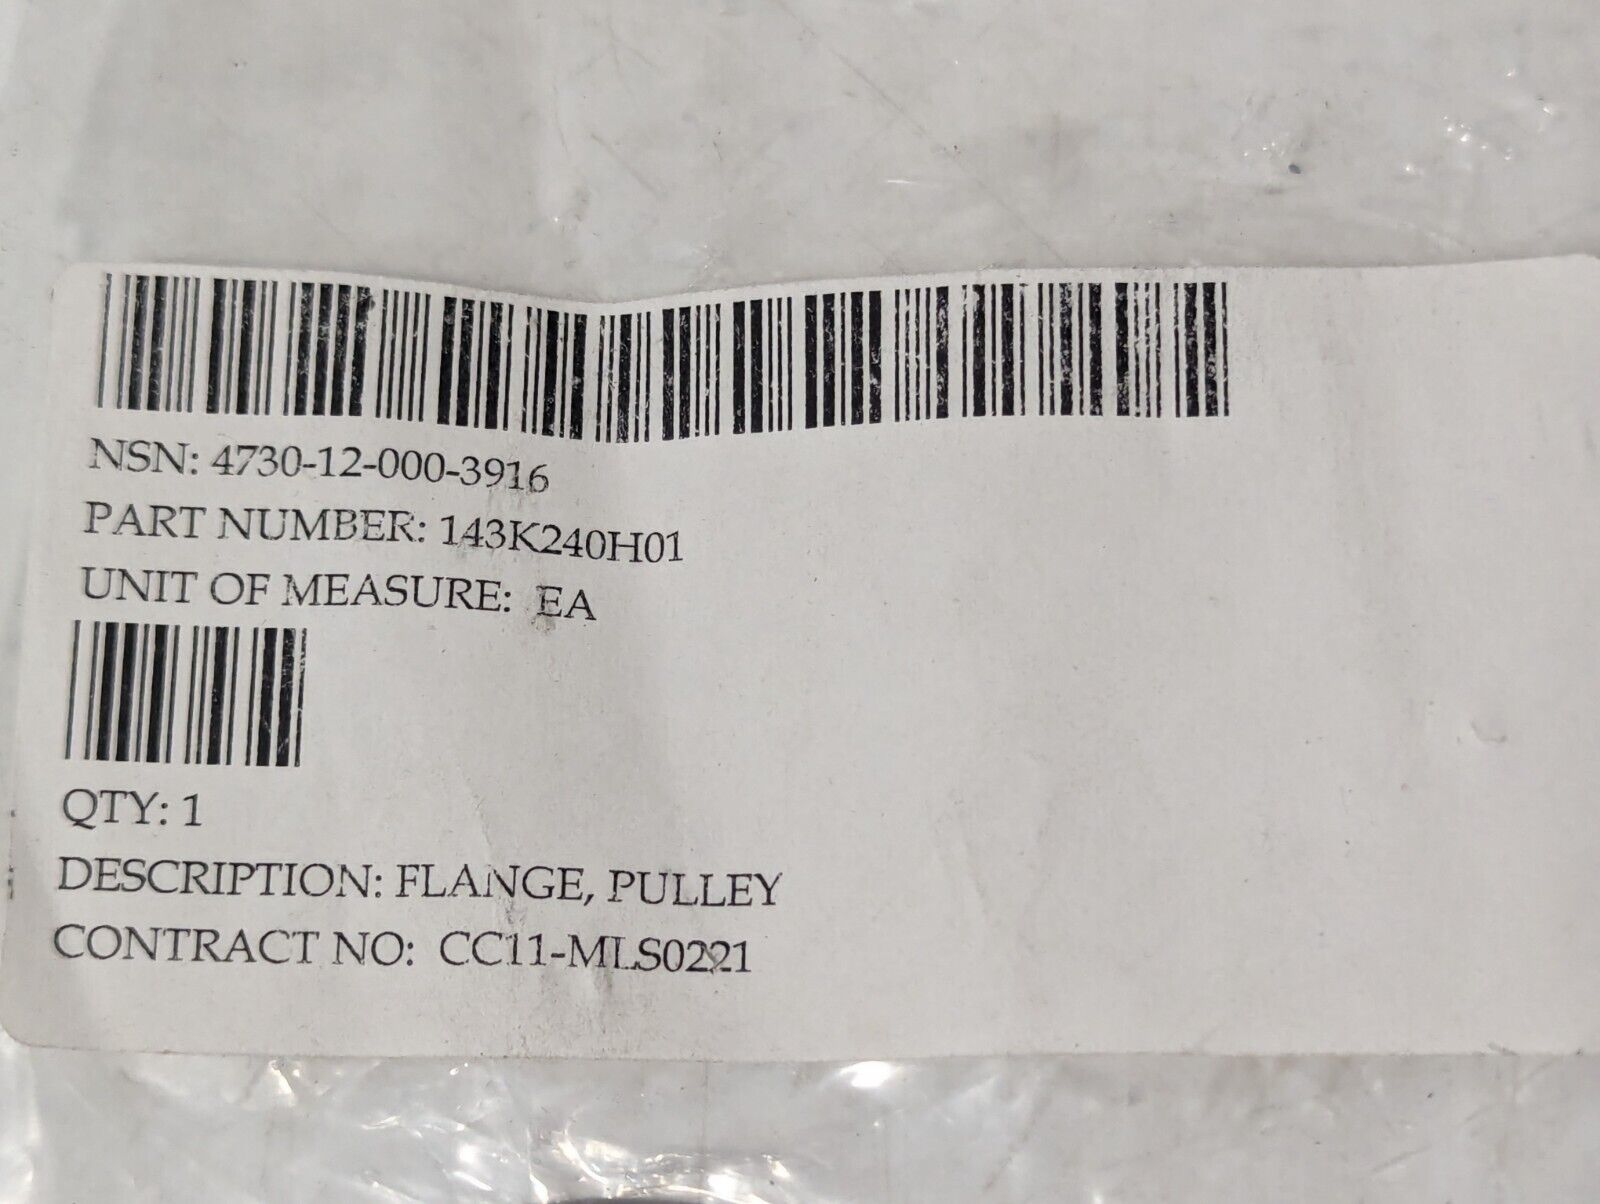 NSN: 4730-12-000-3916
PART NUMBER: 143K240H01
UNIT OF MEASURE: EA
QTY: 1
DESCRIPTION: FLANGE, PULLEY
CONTRACT NO: CC11-MLS0221